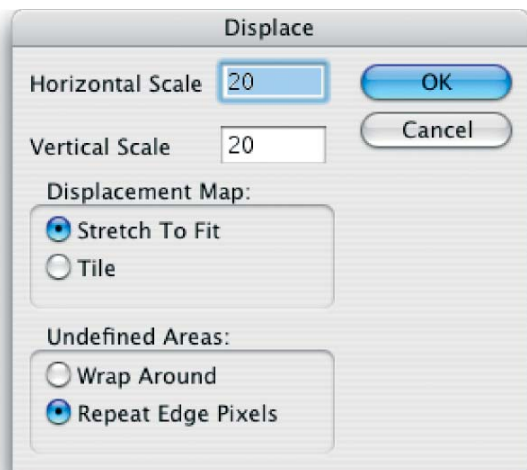 Displace
Horizontal Scale 20
OK
Vertical Scale 20
Cancel
Displacement Map:
Stretch To Fit
Tile
Undefined Areas:
Wrap Around
Repeat Edge Pixels